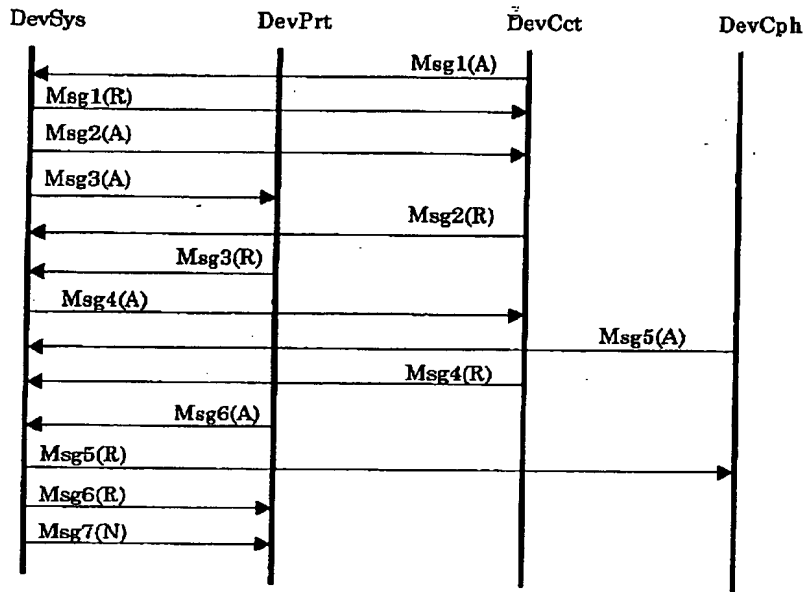 DevSys DevPrt DevCct DevCph
Msg1(A)
Msg1(R)
Msg2(A)
Msg3(A)
Msg2(R)
Msg3(R)
Msg4(A)
Msg5(A)
Msg4(R)
Msg6(A)
Msg5(R)
Msg6(R)
Msg7(N)